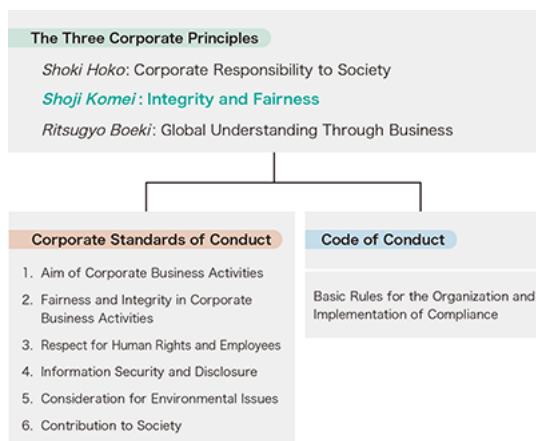 The Three Corporate Principles
Shoki Hoko: Corporate Responsibility to Society
Shoji Komei: Integrity and Fairness
Ritsugyo Boeki: Global Understanding Through Business
Corporate Standards of Conduct
1. Aim of Corporate Business Activities
2. Fairness and Integrity in Corporate
Business Activities
3. Respect for Human Rights and Employees
4. Information Security and Disclosure
5. Consideration for Environmental Issues
6. Contribution to Society
Code of Conduct
Basic Rules for the Organization and
Implementation of Compliance